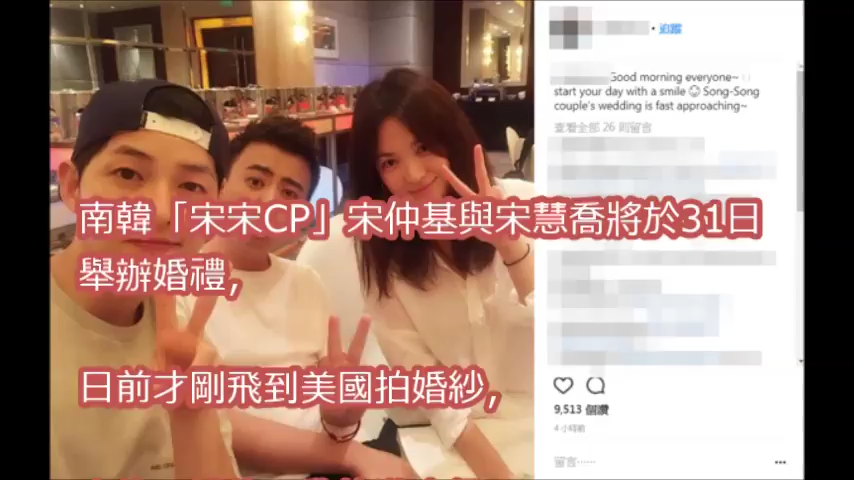 • 追蹤
Good morning everyone~
start your day with a smile Song-Song
couple's wedding is fast approaching~
查看全部 26 則留言
南韓「宋宋CP」宋仲基與宋慧喬將於31日
舉辦婚禮,
日前才剛飛到美國拍婚紗,
9,513 個讚
4 小時前
留言……